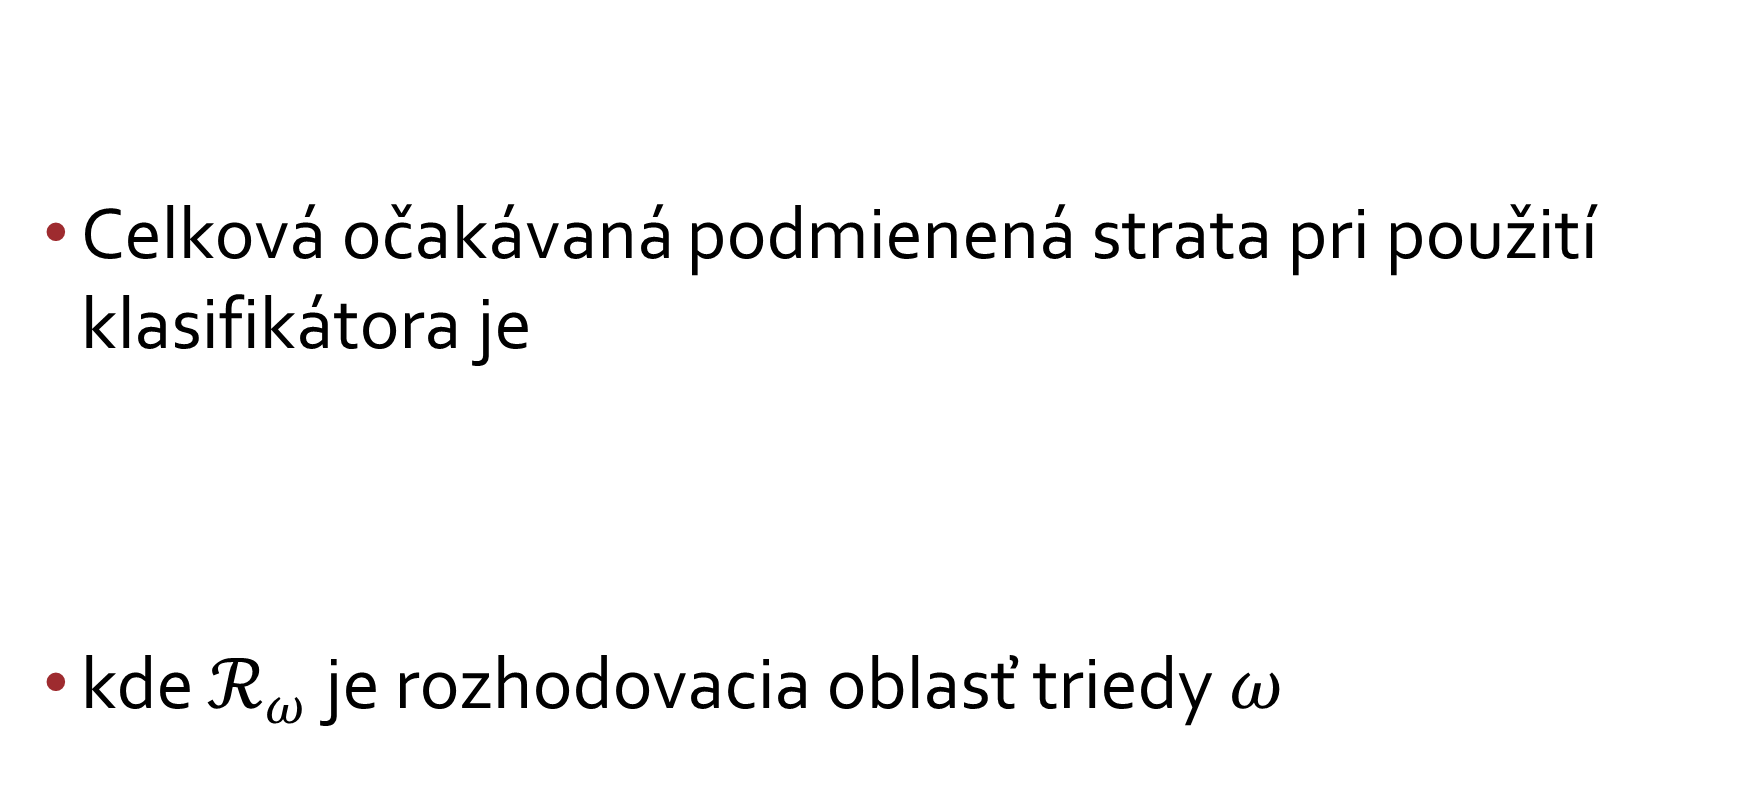 • Celková očakávaná podmienená strata pri použití
klasifikátora je
• kde ℛ_ω je rozhodovacia oblasť triedy ω